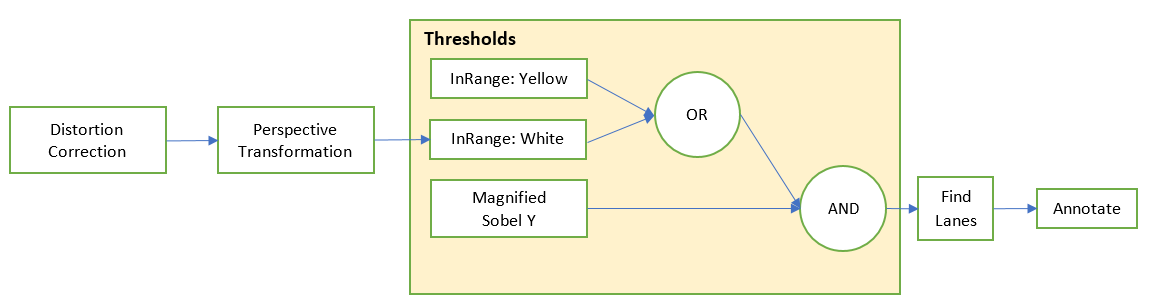 Distortion
Correction
Perspective
Transformation
Thresholds
InRange: Yellow
InRange: White
Magnified
Sobel Y
OR
AND
Find
Lanes
Annotate